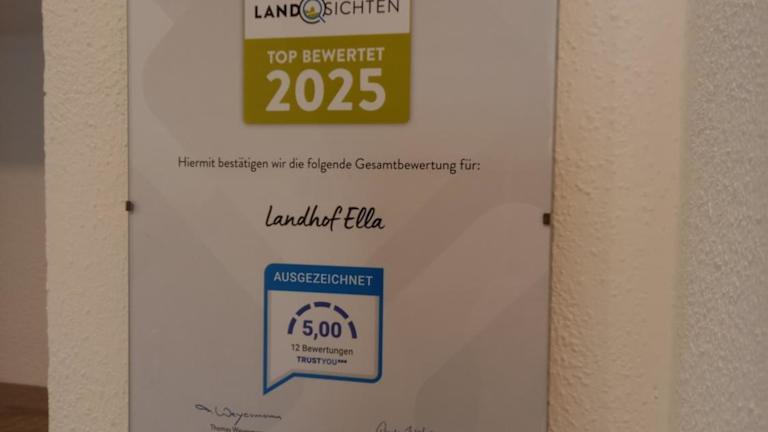 LANDSICHTEN
TOP BEWERTET
2025
Hiermit bestätigen wir die folgende Gesamtbewertung für:
Landhof Ella
AUSGEZEICHNET
5,00
12 Bewertungen
TRUSTYOU
Thomas